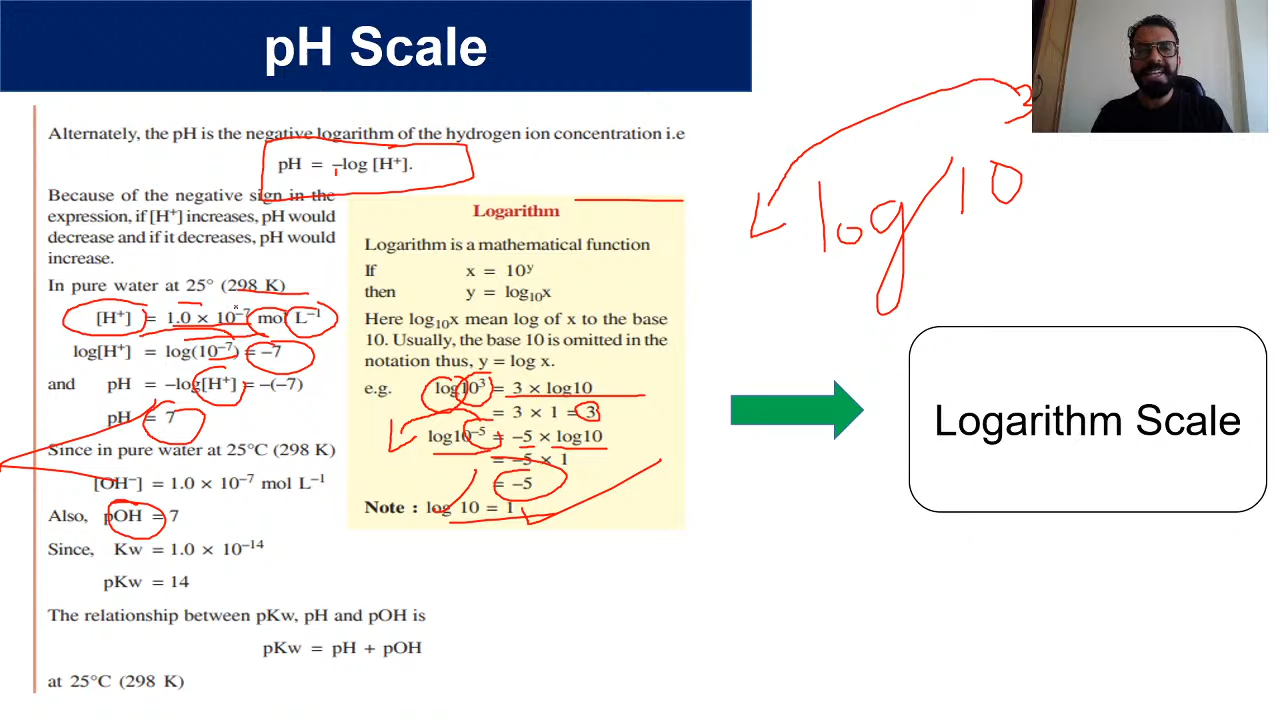 pH Scale
Alternately, the pH is the negative logarithm of the hydrogen ion concentration i.e
pH = –log [H⁺].
Because of the negative sign in the
expression, if [H⁺] increases, pH would
decrease and if it decreases, pH would
increase.
In pure water at 25° (298 K)
[H⁺] = 1.0 × 10⁻⁷ mol L⁻¹
log[H⁺] = log(10⁻⁷) = –7
and pH = –log[H⁺] = –(–7)
pH = 7
Since in pure water at 25°C (298 K)
[OH⁻] = 1.0 × 10⁻⁷ mol L⁻¹
Also, pOH = 7
Since, Kw = 1.0 × 10⁻¹⁴
pKw = 14
The relationship between pKw, pH and pOH is
pKw = pH + pOH
at 25°C (298 K)
Logarithm
Logarithm is a mathematical function
If x = 10ʸ
then y = log₁₀x
Here log₁₀x mean log of x to the base
10. Usually, the base 10 is omitted in the
notation thus, y = log x.
e.g. log10³ = 3 × log10
= 3 × 1 = 3
log10⁻⁵ = –5 × log10
= –5 × 1
= –5
Note : log 10 = 1
log 10
Logarithm Scale